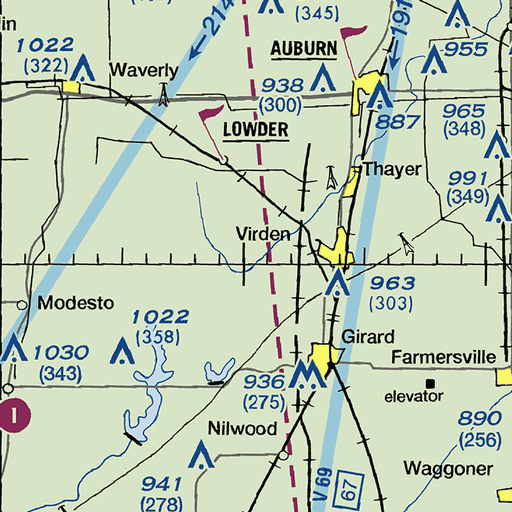 (345)
214
191
in
1022
(322)
Waverly
AUBURN
955
938
(300)
887
LOWDER
965
(348)
Thayer
991
(349)
Virden
963
(303)
Modesto
1022
(358)
Girard
1030
(343)
Farmersville
936
(275)
elevator
I
Nilwood
890
(256)
941
(278)
V 69
67
Waggoner